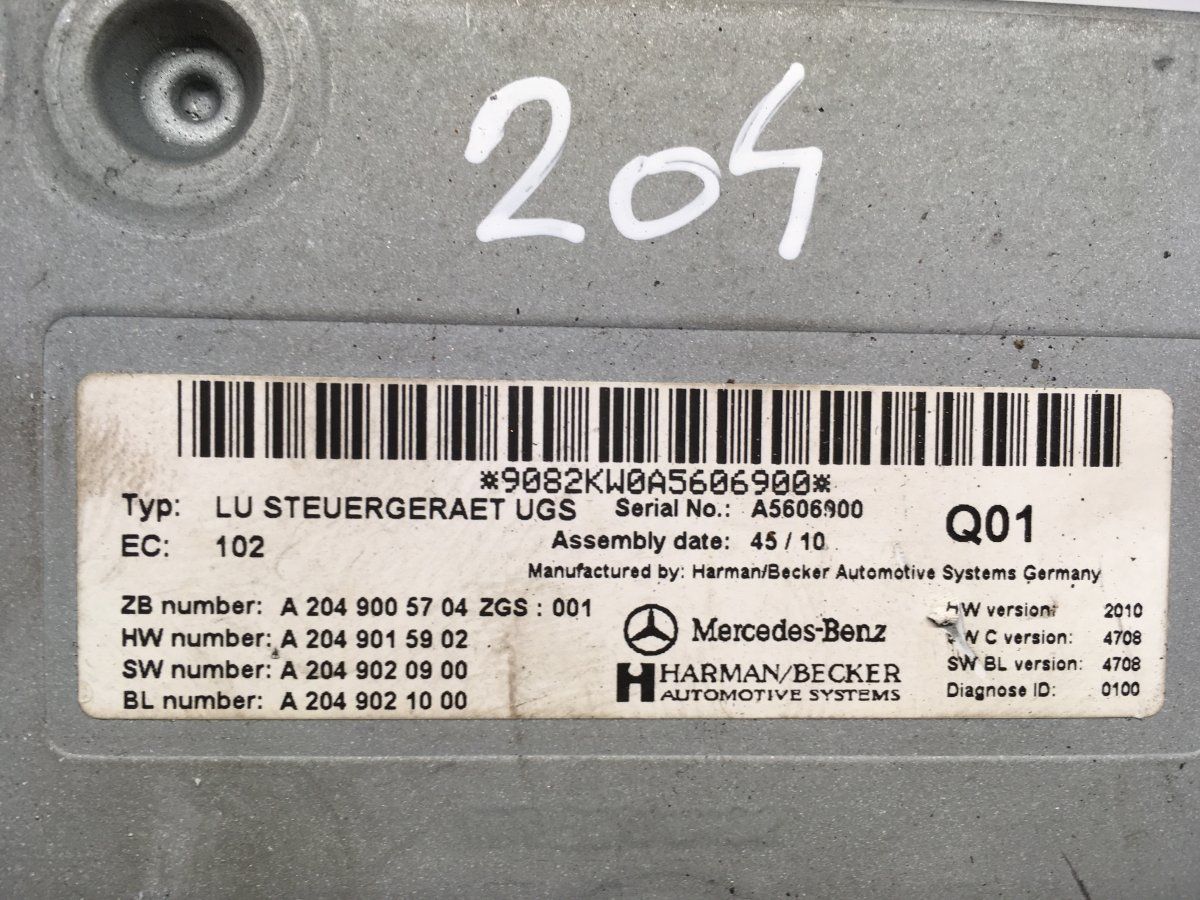 204
*9082KW0A5606900*
Typ: LU STEUERGERAET UGS Serial No.: A5606900
EC: 102 Assembly date: 45 / 10 Q01
Manufactured by: Harman/Becker Automotive Systems Germany
ZB number: A 204 900 57 04 ZGS : 001
HW number: A 204 901 59 02
SW number: A 204 902 09 00
BL number: A 204 902 10 00
Mercedes-Benz
HARMAN/BECKER
AUTOMOTIVE SYSTEMS
HW version: 2010
SW C version: 4708
SW BL version: 4708
Diagnose ID: 0100